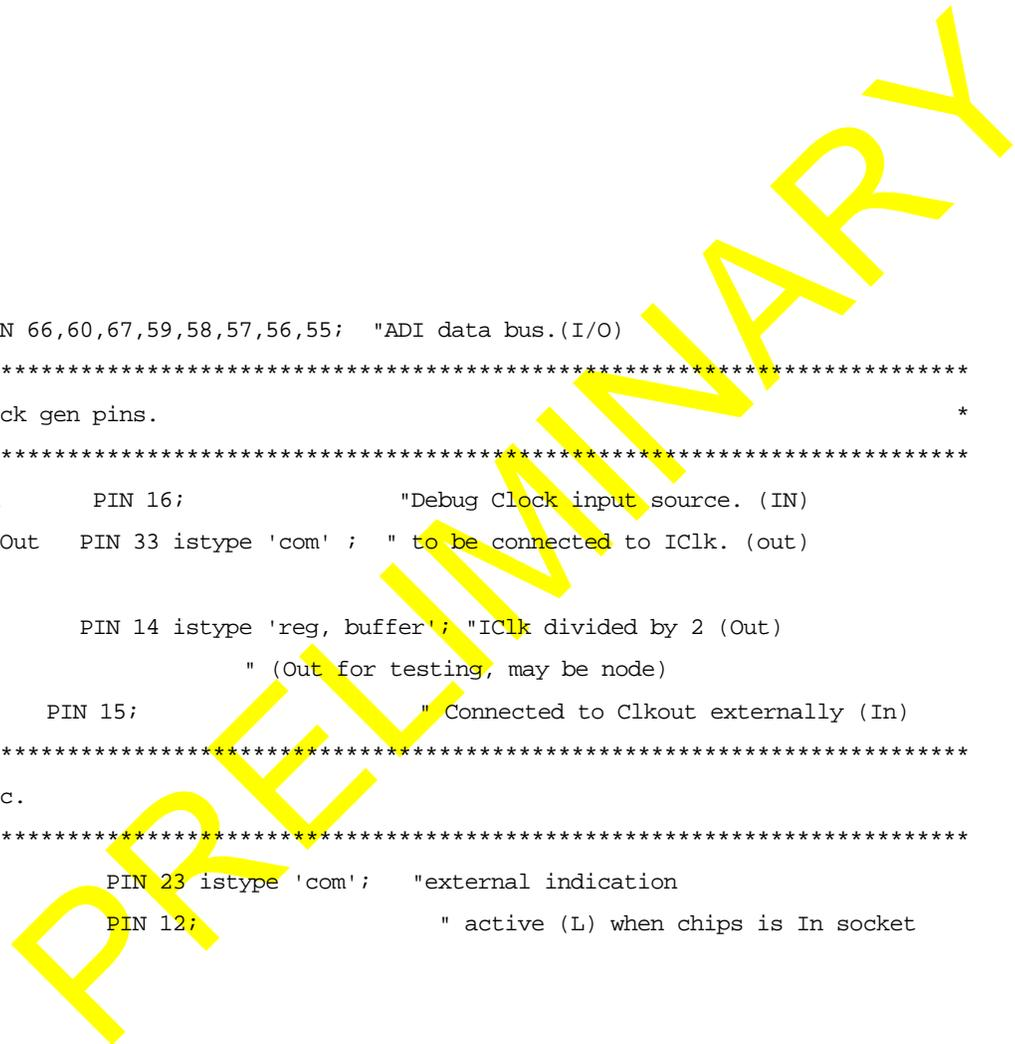 N 66,60,67,59,58,57,56,55; "ADI data bus.(I/O)
*************************************************************************
ck gen pins. *
*************************************************************************
PIN 16; "Debug Clock input source. (IN)
Out PIN 33 istype 'com' ; " to be connected to IClk. (out)
PIN 14 istype 'reg, buffer'; "IClk divided by 2 (Out)
" (Out for testing, may be node)
PIN 15; " Connected to Clkout externally (In)
*************************************************************************
c.
*************************************************************************
PIN 23 istype 'com'; "external indication
PIN 12; " active (L) when chips is In socket
PRELIMINARY